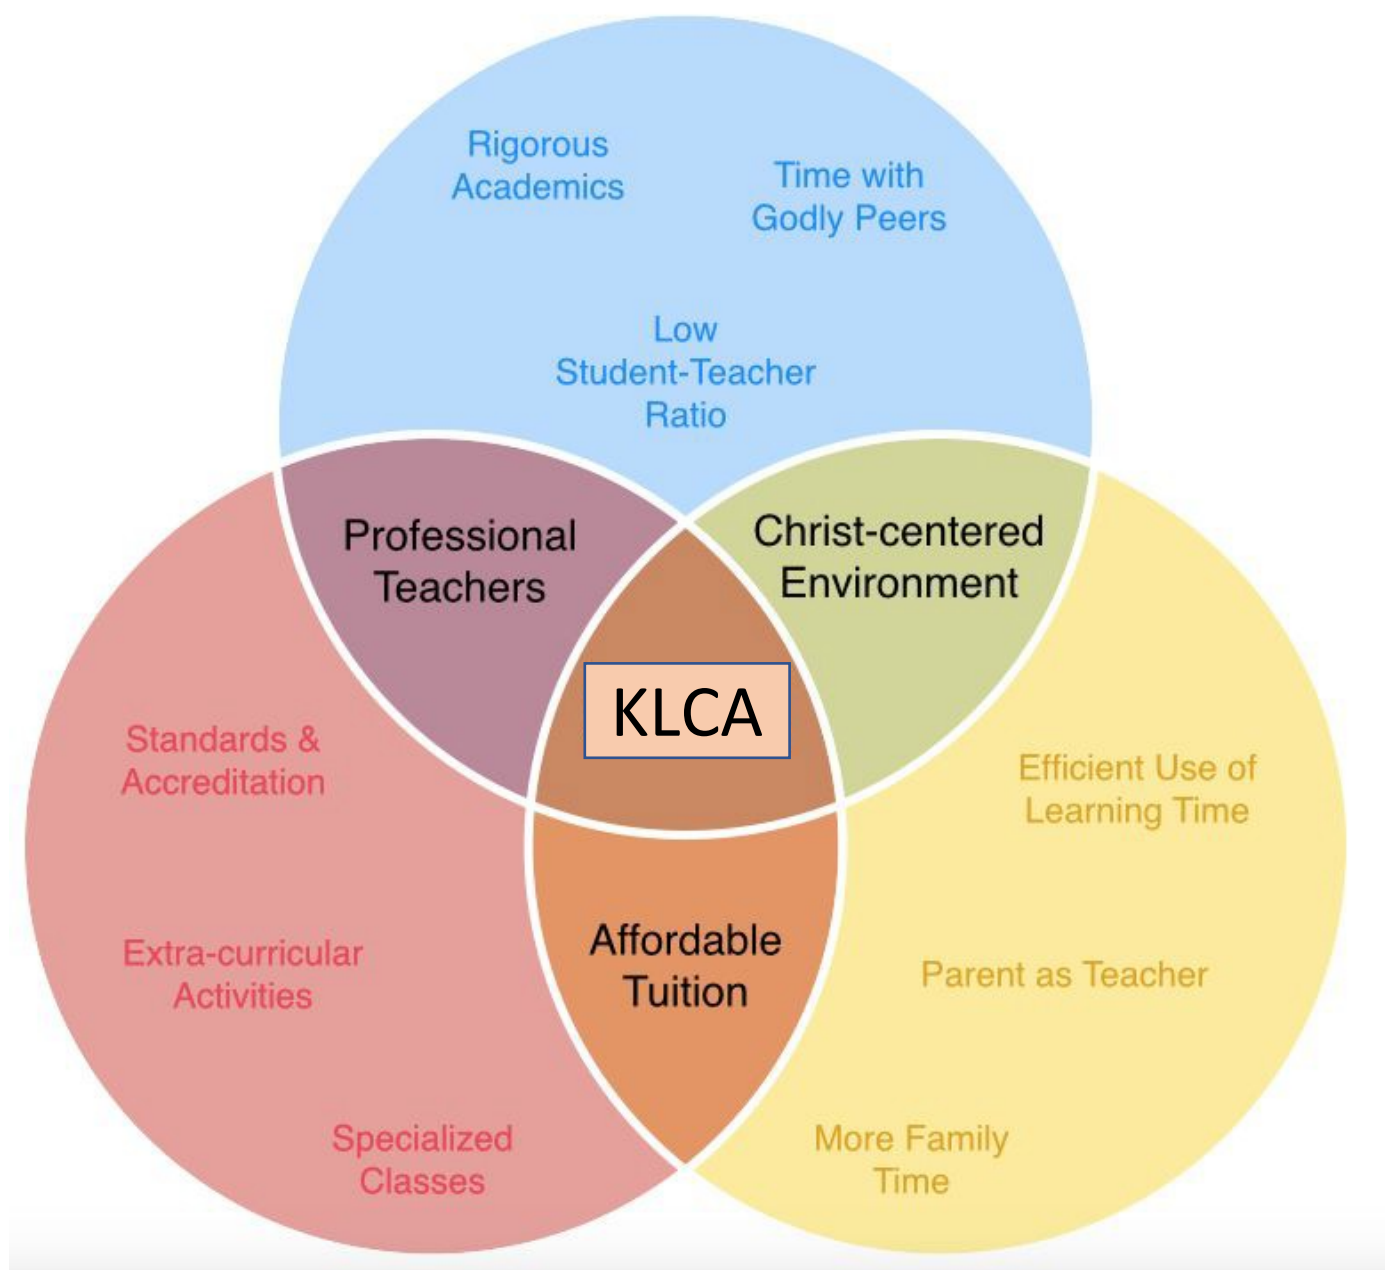 Rigorous
Academics
Time with
Godly Peers
Low
Student-Teacher
Ratio
Professional
Teachers
Christ-centered
Environment
KLCA
Standards &
Accreditation
Efficient Use of
Learning Time
Affordable
Tuition
Extra-curricular
Activities
Parent as Teacher
Specialized
Classes
More Family
Time